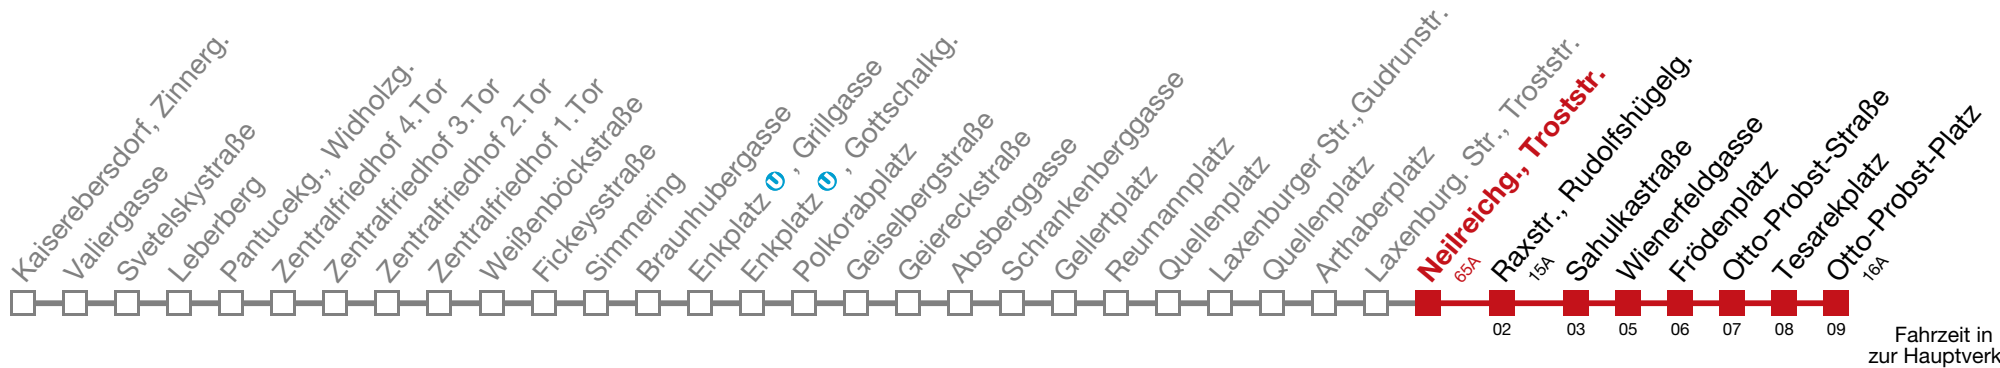 Kaiserebersdorf, Zinnerg.
Valiergasse
Svetelskystraße
Leberberg
Pantucekg., Widholzg.
Zentralfriedhof 4.Tor
Zentralfriedhof 3.Tor
Zentralfriedhof 2.Tor
Zentralfriedhof 1.Tor
Weißenböckstraße
Fickeysstraße
Simmering
Braunhubergasse
Enkplatz U, Grillgasse
Enkplatz U, Gottschalkg.
Polkorabplatz
Geiselbergstraße
Geiereckstraße
Absberggasse
Schrankenberggasse
Gellertplatz
Reumannplatz
Quellenplatz
Laxenburger Str.,Gudrunstr.
Quellenplatz
Arthaberplatz
Laxenburg. Str., Troststr.
Neilreichg., Troststr.
65A
Raxstr., Rudolfshügelg.
15A
Sahulkastraße
Wienerfeldgasse
Frödenplatz
Otto-Probst-Straße
Tesarekplatz
Otto-Probst-Platz
16A
02 03 05 06 07 08 09
Fahrzeit in
zur Hauptverk